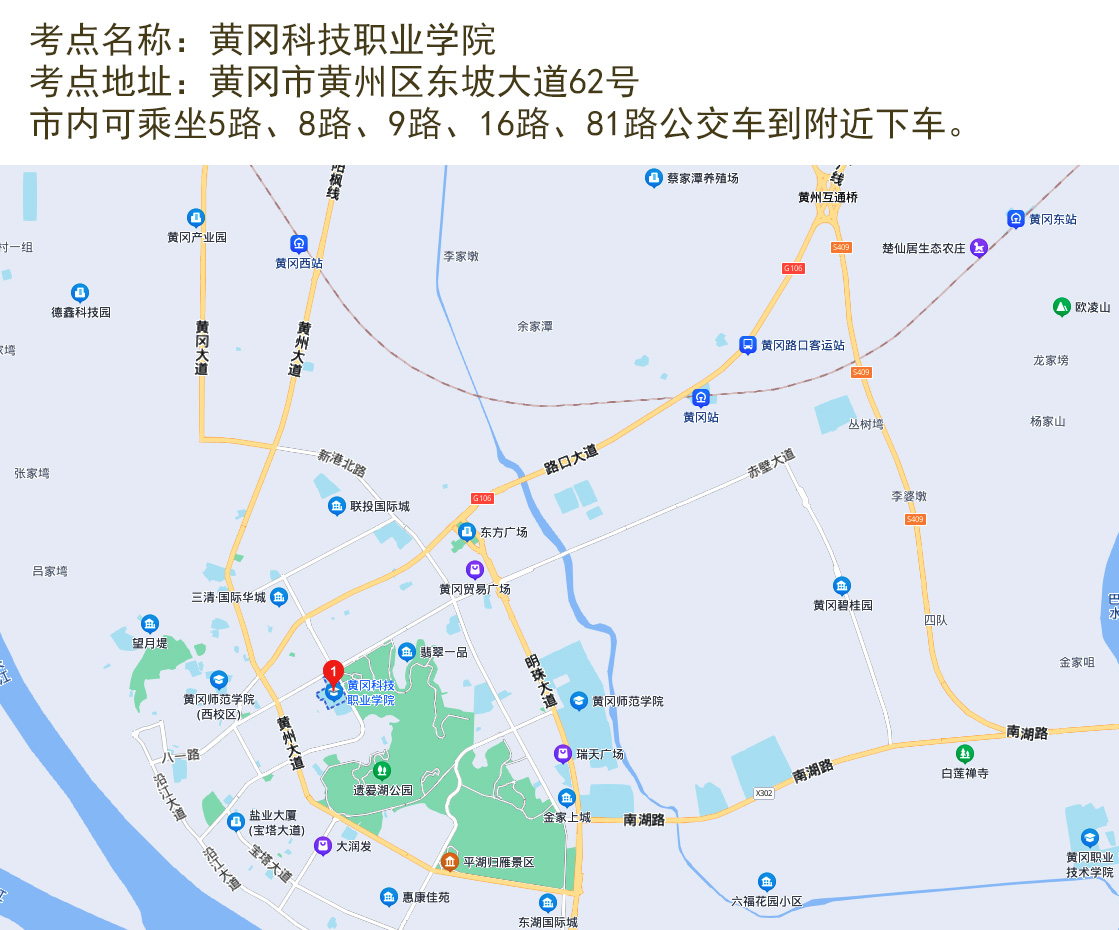 考点名称：黄冈科技职业学院
考点地址：黄冈市黄州区东坡大道62号
市内可乘坐5路、8路、9路、16路、81路公交车到附近下车。
蔡家潭养殖场
黄州互通桥
黄冈产业园
黄冈东站
村一组
黄冈西站
李家墩
楚仙居生态农庄
S409
G106
德鑫科技园
欧凌山
余家潭
黄冈大道
黄州大道
黄冈路口客运站
龙家塝
S409
黄冈站
丛树塆
杨家山
新港北路
路口大道
赤壁大道
张家塆
G106
李婆墩
联投国际城
S409
东方广场
吕家塆
黄冈贸易广场
三清·国际华城
黄冈碧桂园
四队
望月堤
翡翠一品
金家咀
1
黄冈科技
职业学院
明珠大道
黄冈师范学院
(西校区)
黄冈师范学院
黄州大道
南湖路
八一路
瑞天广场
白莲禅寺
南湖路
沿江大道
遗爱湖公园
X302
盐业大厦
(宝塔大道)
金家上城
南湖路
大润发
宝塔大道
沿江大道
平湖归雁景区
黄冈职业
技术学院
惠康佳苑
六福花园小区
东湖国际城